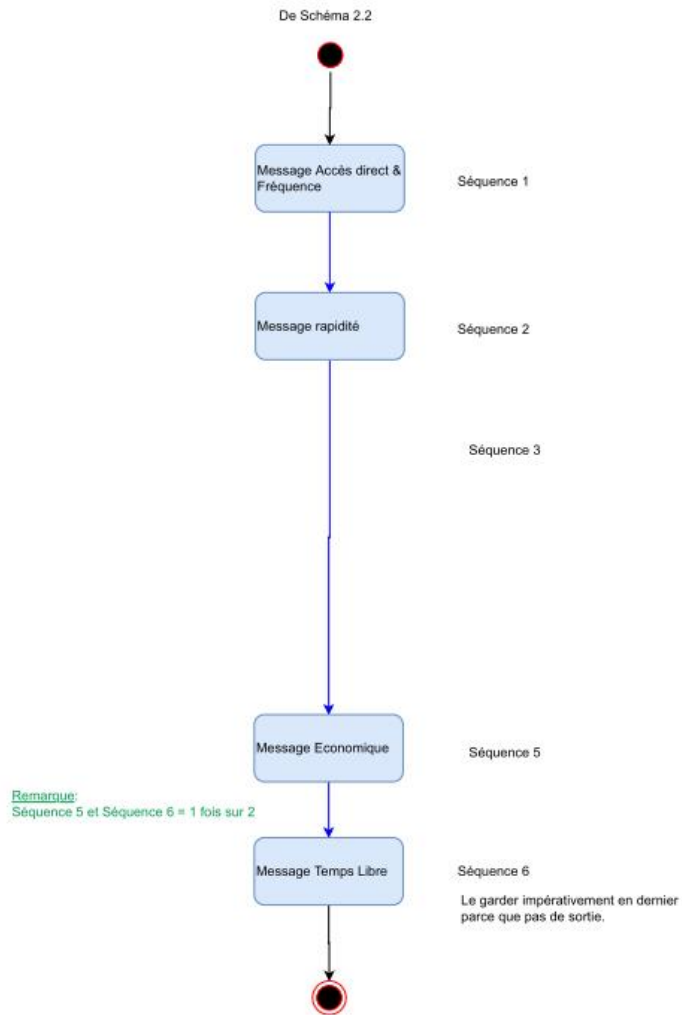 De Schéma 2.2
Message Accès direct &
Fréquence
Séquence 1
Message rapidité
Séquence 2
Séquence 3
Message Economique
Séquence 5
Remarque:
Séquence 5 et Séquence 6 = 1 fois sur 2
Message Temps Libre
Séquence 6
Le garder impérativement en dernier
parce que pas de sortie.